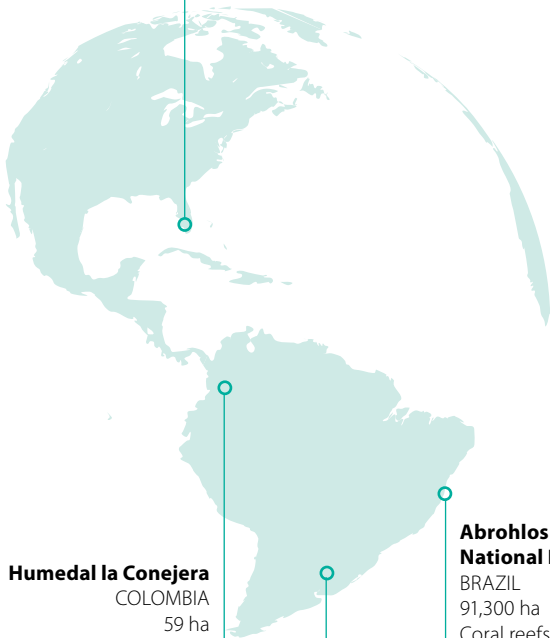 Humedal la Conejera
COLOMBIA
59 ha
Abrohlos
National
BRAZIL
91,300 ha
Coral reefs